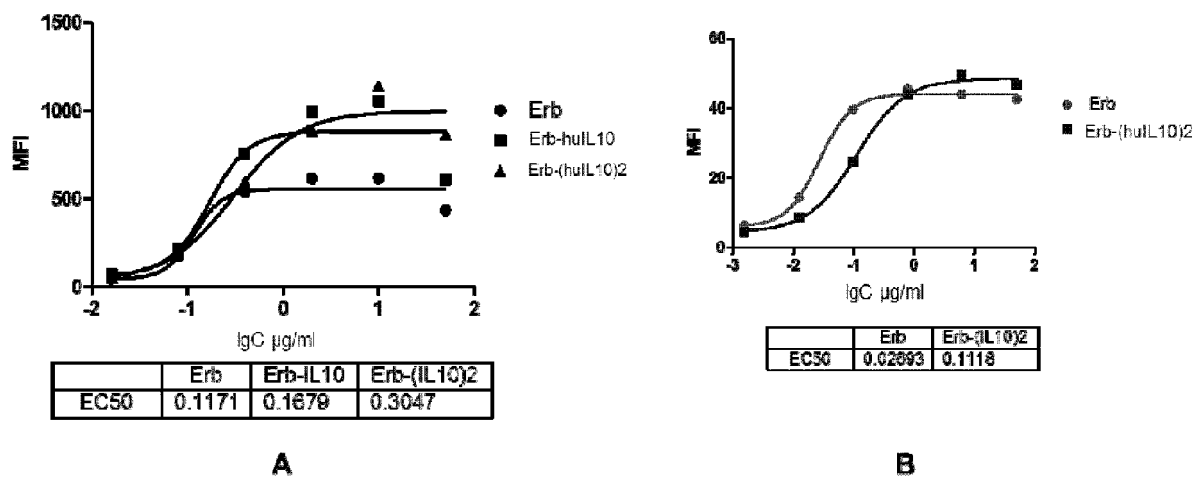 1500
1000
500
0
-2 -1 0 1 2
MFI
lgC µg/ml
Erb
Erb-huIL10
Erb-(huIL10)2
Erb Erb-IL10 Erb-(IL10)2
EC50 0.1171 0.1679 0.3047
A
60
40
20
0
-3 -2 -1 0 1 2
MFI
lgC µg/ml
Erb
Erb-(huIL10)2
Erb Erb-(IL10)2
EC50 0.02693 0.1118
B